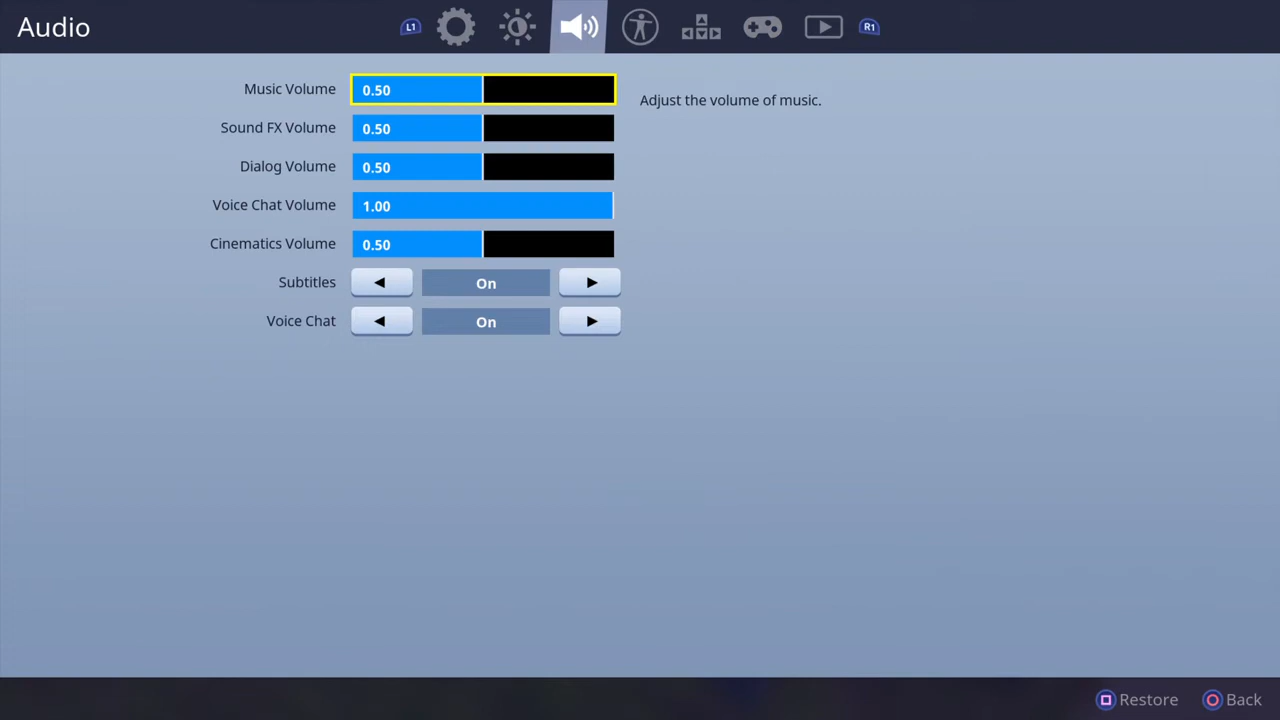 Audio
L1
R1
Music Volume 0.50
Adjust the volume of music.
Sound FX Volume 0.50
Dialog Volume 0.50
Voice Chat Volume 1.00
Cinematics Volume 0.50
Subtitles On
Voice Chat On
Restore Back